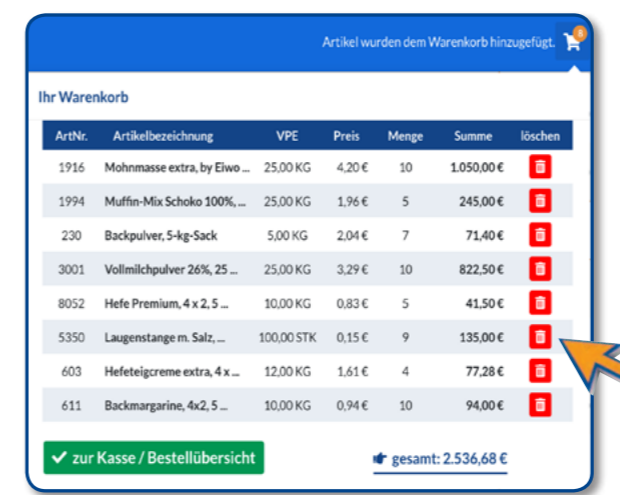 Artikel wurden dem Warenkorb hinzugefügt. 8
Ihr Warenkorb
ArtNr. Artikelbezeichnung VPE Preis Menge Summe löschen
1916 Mohnmasse extra, by Eiwo ... 25,00 KG 4,20 € 10 1.050,00 €
1994 Muffin-Mix Schoko 100%, ... 25,00 KG 1,96 € 5 245,00 €
230 Backpulver, 5-kg-Sack 5,00 KG 2,04 € 7 71,40 €
3001 Vollmilchpulver 26%, 25 ... 25,00 KG 3,29 € 10 822,50 €
8052 Hefe Premium, 4 x 2, 5 ... 10,00 KG 0,83 € 5 41,50 €
5350 Laugenstange m. Salz, ... 100,00 STK 0,15 € 9 135,00 €
603 Hefeteigcreme extra, 4 x ... 12,00 KG 1,61 € 4 77,28 €
611 Backmargarine, 4x2, 5 ... 10,00 KG 0,94 € 10 94,00 €
zur Kasse / Bestellübersicht gesamt: 2.536,68 €